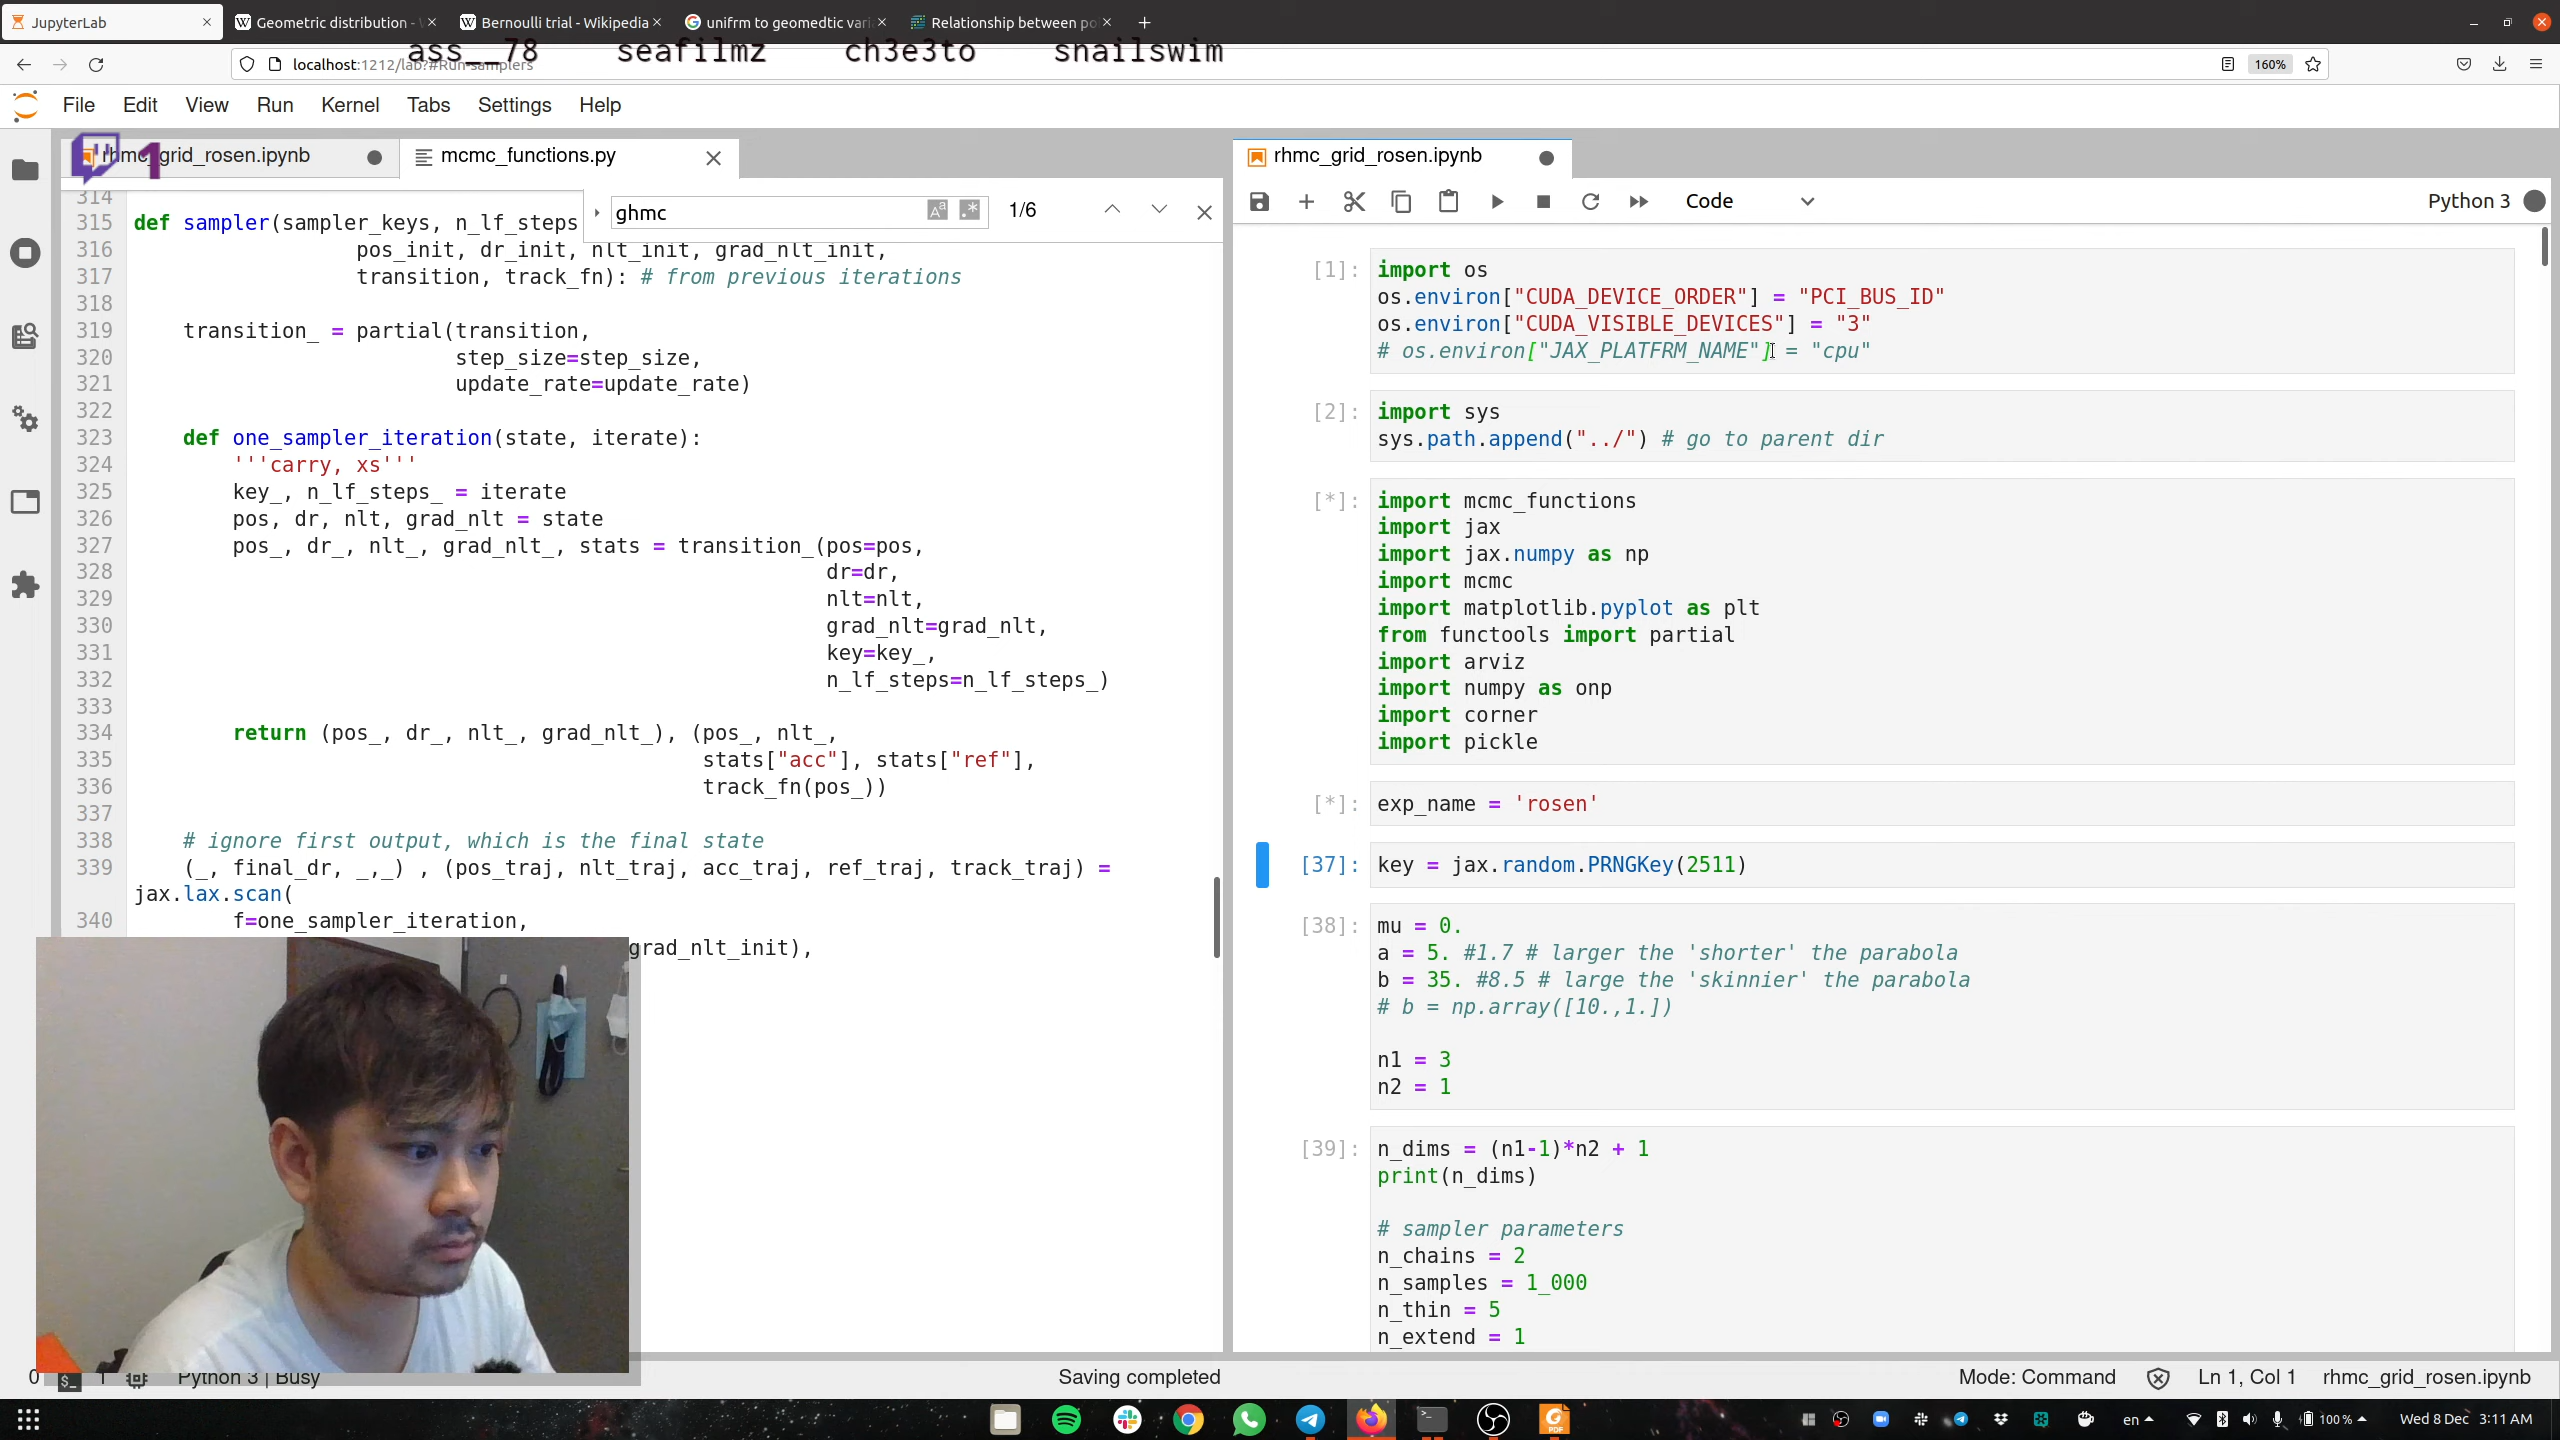 JupyterLab
Geometric distribution -
Bernoulli trial - Wikipedia
unifrm to geomedtic vari
Relationship between po
ass__78 seafilmz ch3e3to snailswim
localhost:1212/lab?#Run-samplers
160%
File Edit View Run Kernel Tabs Settings Help
rhmc_grid_rosen.ipynb
1
mcmc_functions.py
ghmc
1/6
314
315 def sampler(sampler_keys, n_lf_steps
316 pos_init, dr_init, nlt_init, grad_nlt_init,
317 transition, track_fn): # from previous iterations
318
319 transition_ = partial(transition,
320 step_size=step_size,
321 update_rate=update_rate)
322
323 def one_sampler_iteration(state, iterate):
324 '''carry, xs'''
325 key_, n_lf_steps_ = iterate
326 pos, dr, nlt, grad_nlt = state
327 pos_, dr_, nlt_, grad_nlt_, stats = transition_(pos=pos,
328 dr=dr,
329 nlt=nlt,
330 grad_nlt=grad_nlt,
331 key=key_,
332 n_lf_steps=n_lf_steps_)
333
334 return (pos_, dr_, nlt_, grad_nlt_), (pos_, nlt_,
335 stats["acc"], stats["ref"],
336 track_fn(pos_))
337
338 # ignore first output, which is the final state
339 (_, final_dr, _,_) , (pos_traj, nlt_traj, acc_traj, ref_traj, track_traj) =
jax.lax.scan(
340 f=one_sampler_iteration,
grad_nlt_init),
rhmc_grid_rosen.ipynb
Code
Python 3
[1]: import os
os.environ["CUDA_DEVICE_ORDER"] = "PCI_BUS_ID"
os.environ["CUDA_VISIBLE_DEVICES"] = "3"
# os.environ["JAX_PLATFRM_NAME"] = "cpu"
[2]: import sys
sys.path.append("../") # go to parent dir
[*]: import mcmc_functions
import jax
import jax.numpy as np
import mcmc
import matplotlib.pyplot as plt
from functools import partial
import arviz
import numpy as onp
import corner
import pickle
[*]: exp_name = 'rosen'
[37]: key = jax.random.PRNGKey(2511)
[38]: mu = 0.
a = 5. #1.7 # larger the 'shorter' the parabola
b = 35. #8.5 # large the 'skinnier' the parabola
# b = np.array([10.,1.])
n1 = 3
n2 = 1
[39]: n_dims = (n1-1)*n2 + 1
print(n_dims)
# sampler parameters
n_chains = 2
n_samples = 1_000
n_thin = 5
n_extend = 1
0 1 Python 3 | Busy
Saving completed
Mode: Command
Ln 1, Col 1
rhmc_grid_rosen.ipynb
en
100 %
Wed 8 Dec 3:11 AM